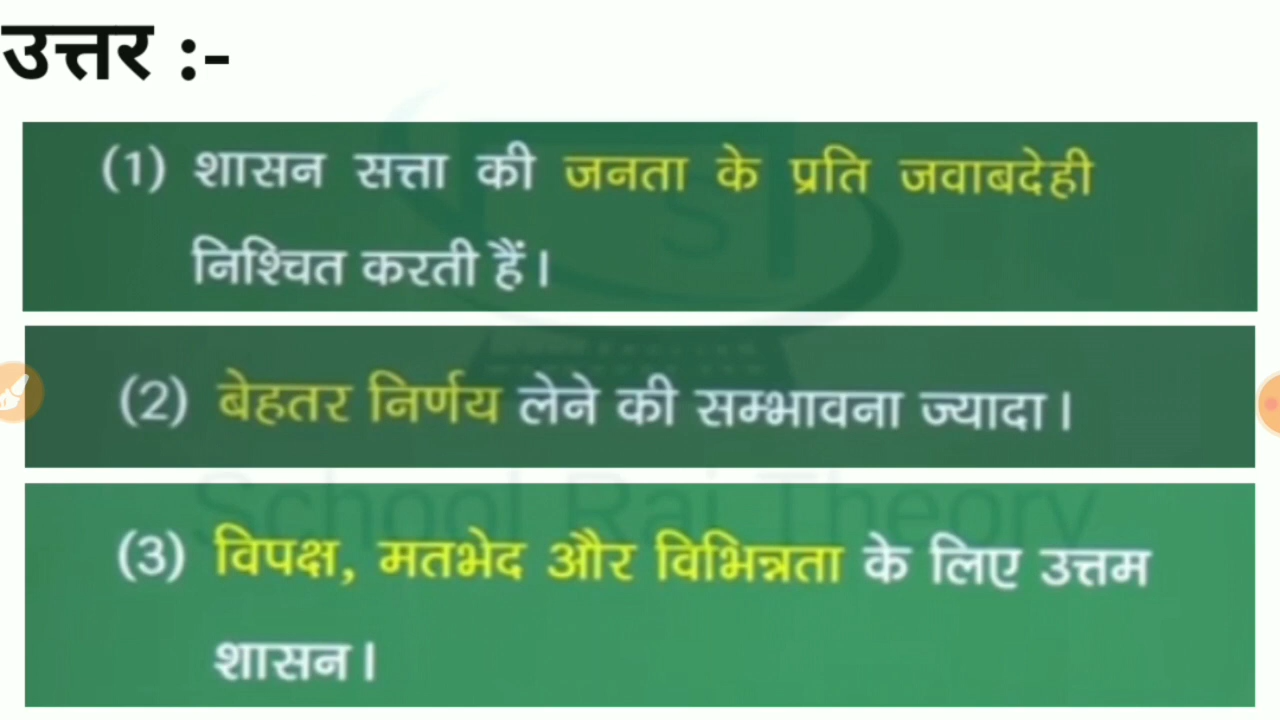 उत्तर :-
(1) शासन सत्ता की जनता के प्रति जवाबदेही
निश्चित करती हैं।
(2) बेहतर निर्णय लेने की सम्भावना ज्यादा।
School Raj Theory
(3) विपक्ष, मतभेद और विभिन्नता के लिए उत्तम
शासन।